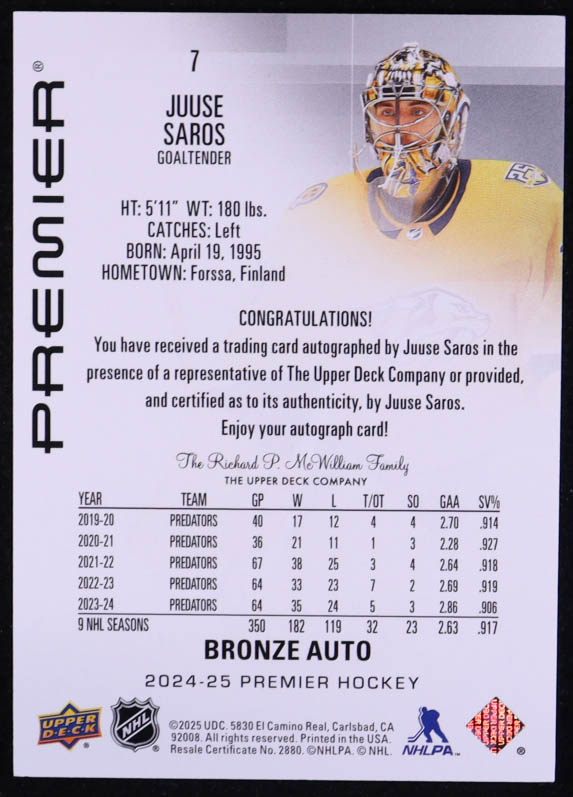 PREMIER®
7
JUUSE
SAROS
GOALTENDER
HT: 5'11" WT: 180 lbs.
CATCHES: Left
BORN: April 19, 1995
HOMETOWN: Forssa, Finland
CONGRATULATIONS!
You have received a trading card autographed by Juuse Saros in the
presence of a representative of The Upper Deck Company or provided,
and certified as to its authenticity, by Juuse Saros.
Enjoy your autograph card!
The Richard P. McWilliam Family
THE UPPER DECK COMPANY
YEAR TEAM GP W L T/OT SO GAA SV%
2019-20 PREDATORS 40 17 12 4 4 2.70 .914
2020-21 PREDATORS 36 21 11 1 3 2.28 .927
2021-22 PREDATORS 67 38 25 3 4 2.64 .918
2022-23 PREDATORS 64 33 23 7 2 2.69 .919
2023-24 PREDATORS 64 35 24 5 3 2.86 .906
9 NHL SEASONS 350 182 119 32 23 2.63 .917
BRONZE AUTO
2024-25 PREMIER HOCKEY
UPPER
D·E·C·K
NHL
©2025 UDC. 5830 El Camino Real, Carlsbad, CA
92008. All rights reserved. Printed in the USA.
Resale Certificate No. 2880. ©NHLPA. © NHL.
NHLPA
®